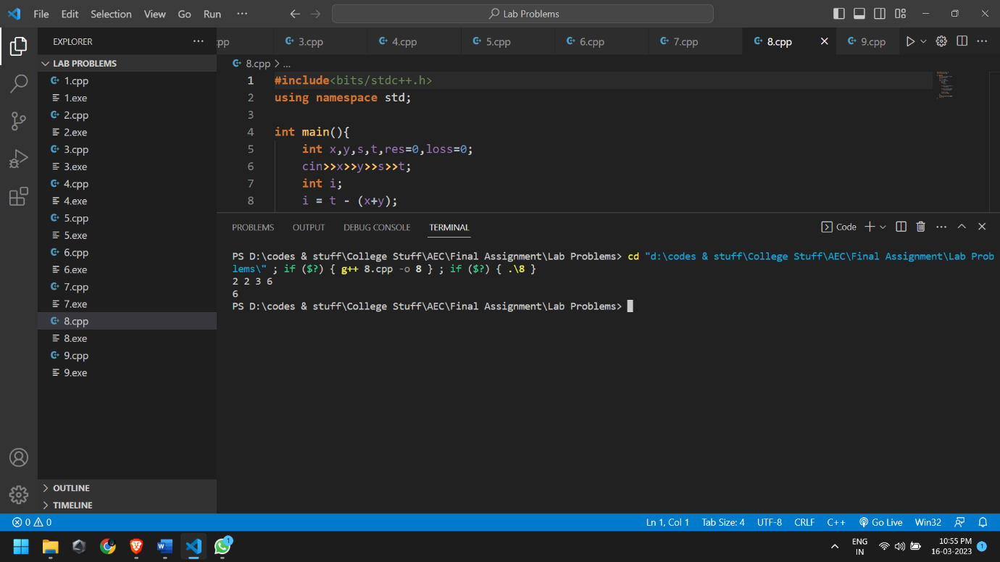 File Edit Selection View Go Run ··· Lab Problems
EXPLORER ···
pp 3.cpp 4.cpp 5.cpp 6.cpp 7.cpp 8.cpp 9.cpp ···
LAB PROBLEMS
1.cpp
1.exe
2.cpp
2.exe
3.cpp
3.exe
4.cpp
4.exe
5.cpp
5.exe
6.cpp
6.exe
7.cpp
7.exe
8.cpp
8.exe
9.cpp
9.exe
OUTLINE
TIMELINE
8.cpp > ...
1 #include<bits/stdc++.h>
2 using namespace std;
3
4 int main(){
5 int x,y,s,t,res=0,loss=0;
6 cin>>x>>y>>s>>t;
7 int i;
8 i = t - (x+y);
PROBLEMS OUTPUT DEBUG CONSOLE TERMINAL Code ···
PS D:\codes & stuff\College Stuff\AEC\Final Assignment\Lab Problems> cd "d:\codes & stuff\College Stuff\AEC\Final Assignment\Lab Prob
lems\" ; if ($?) { g++ 8.cpp -o 8 } ; if ($?) { .\8 }
2 2 3 6
6
PS D:\codes & stuff\College Stuff\AEC\Final Assignment\Lab Problems>
0 0 Ln 1, Col 1 Tab Size: 4 UTF-8 CRLF C++ Go Live Win32
W 1 ENG
IN 10:55 PM
16-03-2023 1